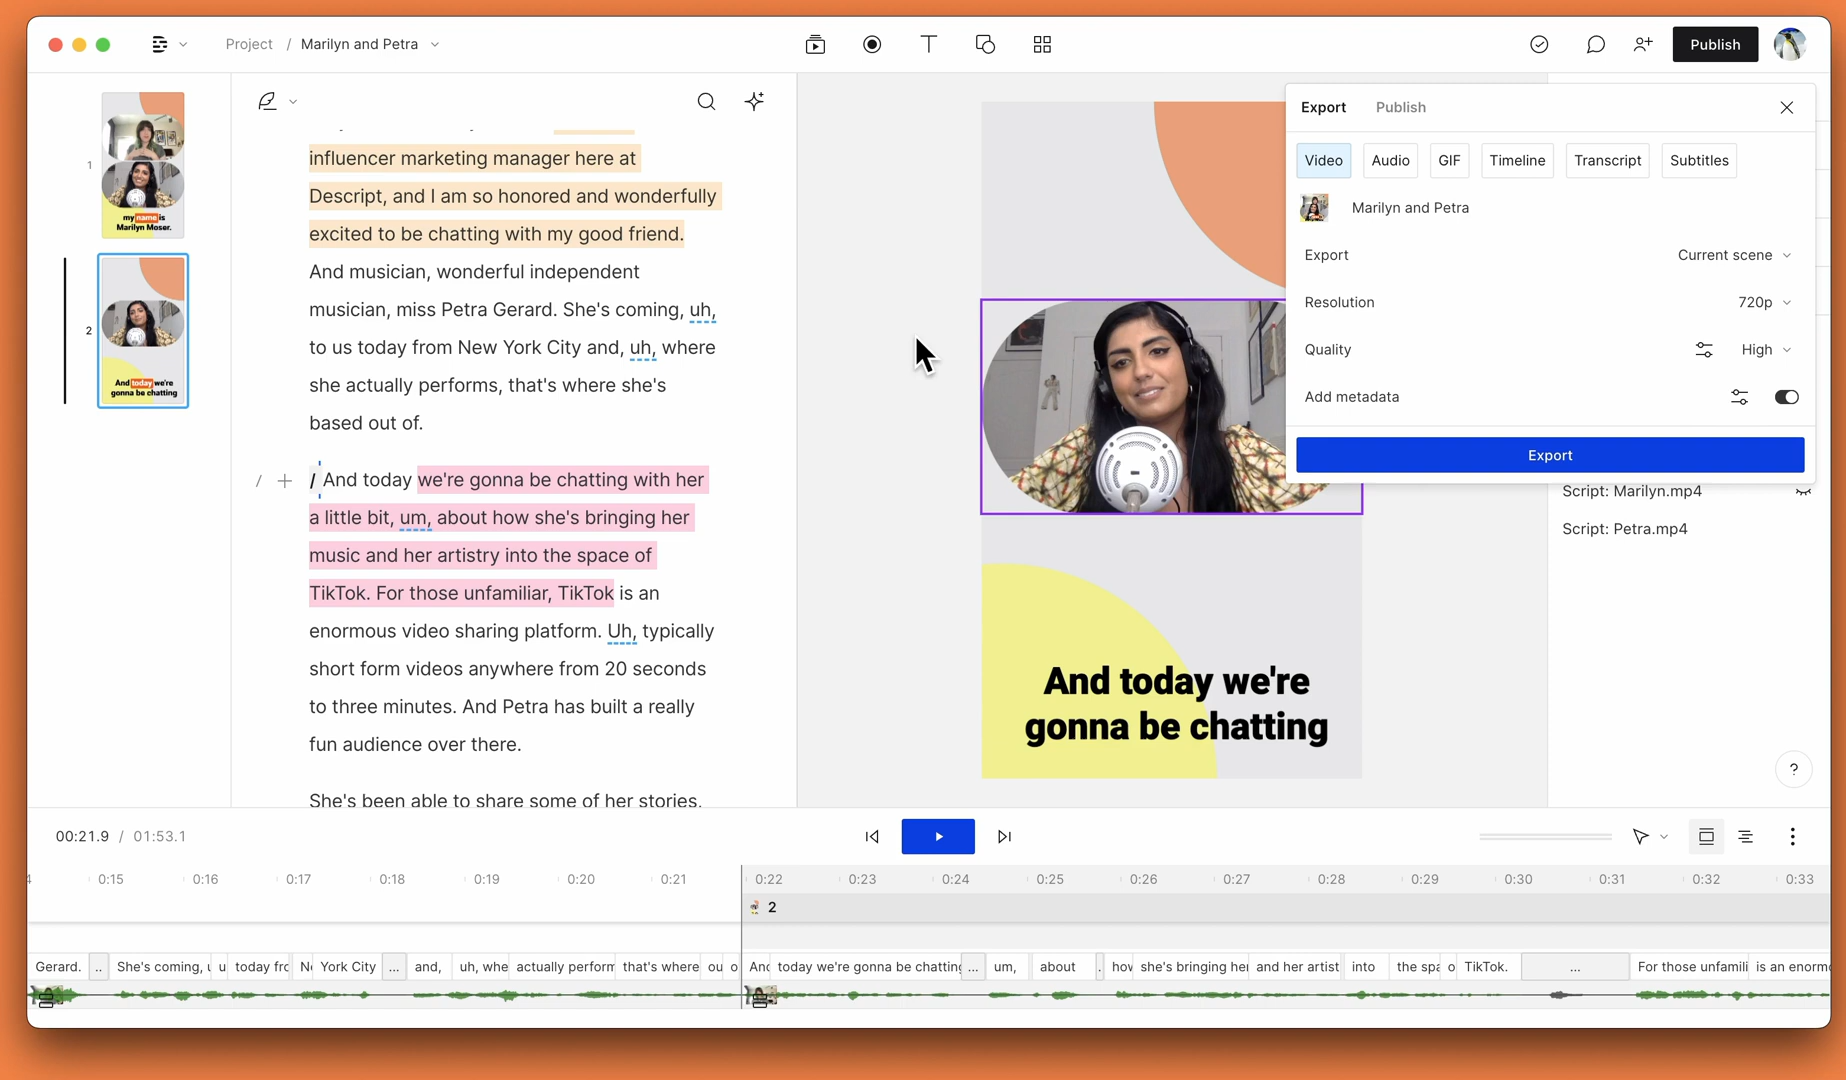 Project / Marilyn and Petra
Publish
1
my name is
Marilyn Moser.
2
And today we're
gonna be chatting
influencer marketing manager here at
Descript, and I am so honored and wonderfully
excited to be chatting with my good friend.
And musician, wonderful independent
musician, miss Petra Gerard. She's coming, uh,
to us today from New York City and, uh, where
she actually performs, that's where she's
based out of.
/ + / And today we're gonna be chatting with her
a little bit, um, about how she's bringing her
music and her artistry into the space of
TikTok. For those unfamiliar, TikTok is an
enormous video sharing platform. Uh, typically
short form videos anywhere from 20 seconds
to three minutes. And Petra has built a really
fun audience over there.
She's been able to share some of her stories,
And today we're
gonna be chatting
Export Publish
Video Audio GIF Timeline Transcript Subtitles
Marilyn and Petra
Export Current scene
Resolution 720p
Quality High
Add metadata
Export
Script: Marilyn.mp4
Script: Petra.mp4
?
00:21.9 / 01:53.1
4 0:15 0:16 0:17 0:18 0:19 0:20 0:21 0:22 0:23 0:24 0:25 0:26 0:27 0:28 0:29 0:30 0:31 0:32 0:33
2
Gerard. .. She's coming, u u today fro N York City ... and, uh, whe actually perform that's where ou o And today we're gonna be chatting ... um, about . how she's bringing her and her artist into the spa o TikTok. ... For those unfamili is an enorm